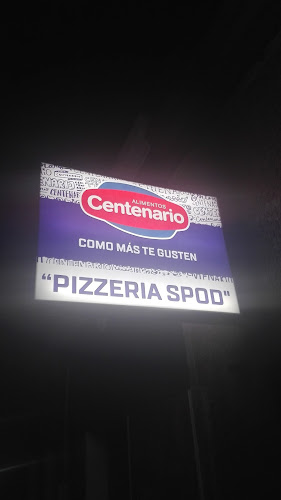 ALIMENTOS
Centenario
COMO MÁS TE GUSTEN
"PIZZERIA SPOD"